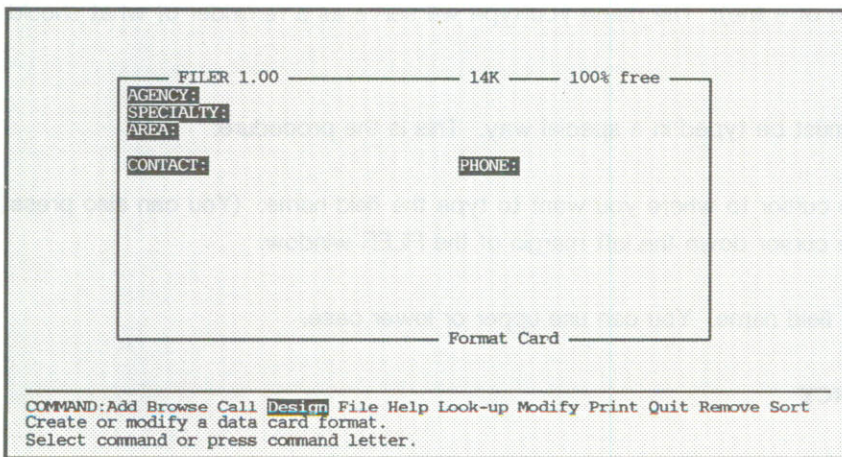 FILER 1.00 14K 100% free
AGENCY:
SPECIALTY:
AREA:
CONTACT: PHONE:
Format Card
COMMAND:Add Browse Call Design File Help Look-up Modify Print Quit Remove Sort
Create or modify a data card format.
Select command or press command letter.